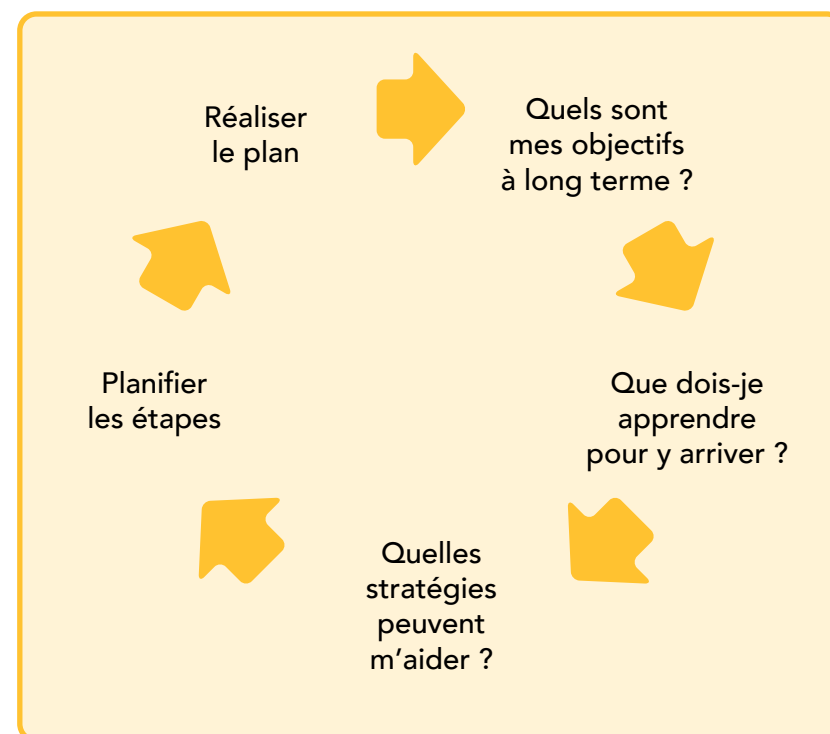 Réaliser
le plan
Quels sont
mes objectifs
à long terme ?
Que dois-je
apprendre
pour y arriver ?
Quelles
stratégies
peuvent
m’aider ?
Planifier
les étapes